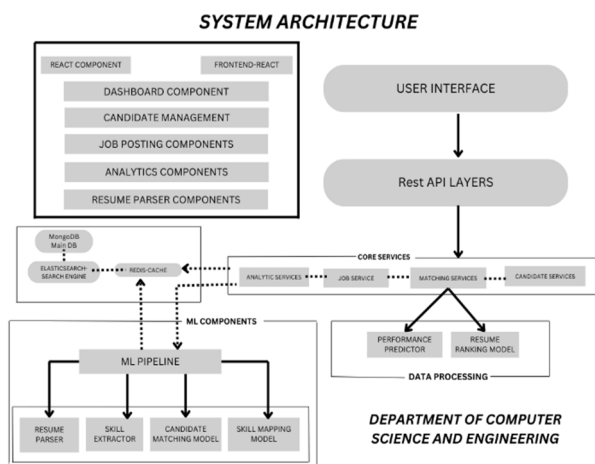 SYSTEM ARCHITECTURE
REACT COMPONENT
FRONTEND-REACT
DASHBOARD COMPONENT
CANDIDATE MANAGEMENT
JOB POSTING COMPONENTS
ANALYTICS COMPONENTS
RESUME PARSER COMPONENTS
USER INTERFACE
Rest API LAYERS
MongoDB
Main DB
ELASTICSEARCH-
SEARCH ENGINE
REDIS-CACHE
CORE SERVICES
ANALYTIC SERVICES
JOB SERVICE
MATCHING SERVICES
CANDIDATE SERVICES
ML COMPONENTS
ML PIPELINE
RESUME
PARSER
SKILL
EXTRACTOR
CANDIDATE
MATCHING MODEL
SKILL MAPPING
MODEL
PERFORMANCE
PREDICTOR
RESUME
RANKING MODEL
DATA PROCESSING
DEPARTMENT OF COMPUTER
SCIENCE AND ENGINEERING